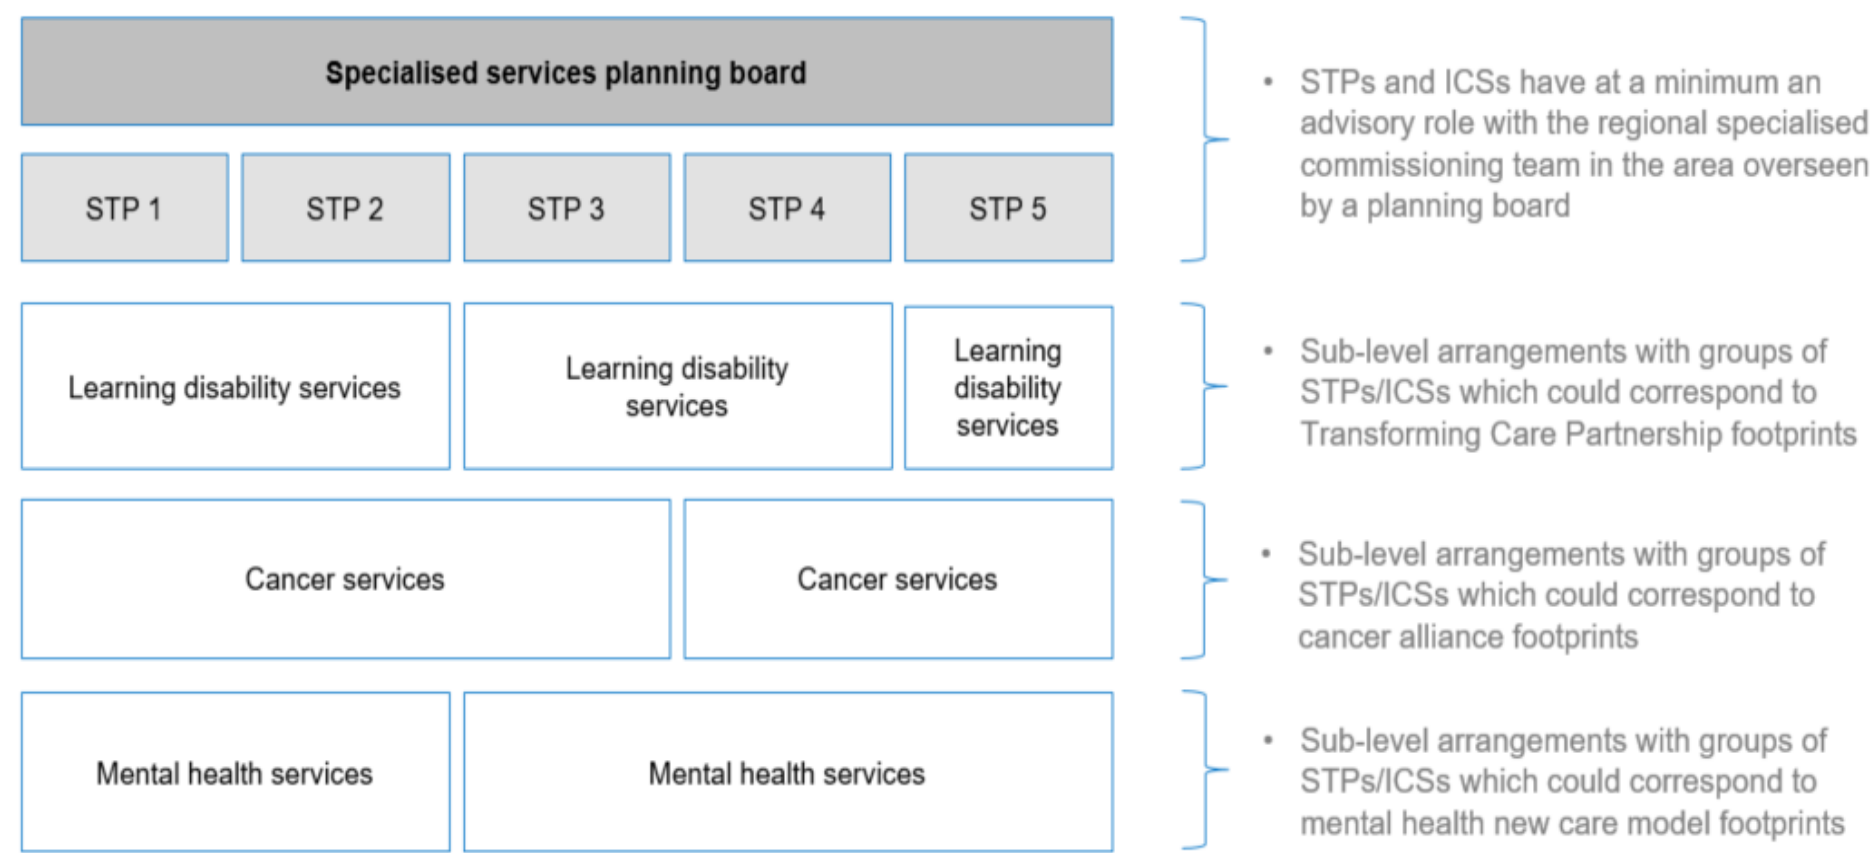 Specialised services planning board
STP 1
STP 2
STP 3
STP 4
STP 5
• STPs and ICSs have at a minimum an
advisory role with the regional specialised
commissioning team in the area overseen
by a planning board
Learning disability services
Learning disability
services
Learning
disability
services
• Sub-level arrangements with groups of
STPs/ICSs which could correspond to
Transforming Care Partnership footprints
Cancer services
Cancer services
• Sub-level arrangements with groups of
STPs/ICSs which could correspond to
cancer alliance footprints
Mental health services
Mental health services
• Sub-level arrangements with groups of
STPs/ICSs which could correspond to
mental health new care model footprints